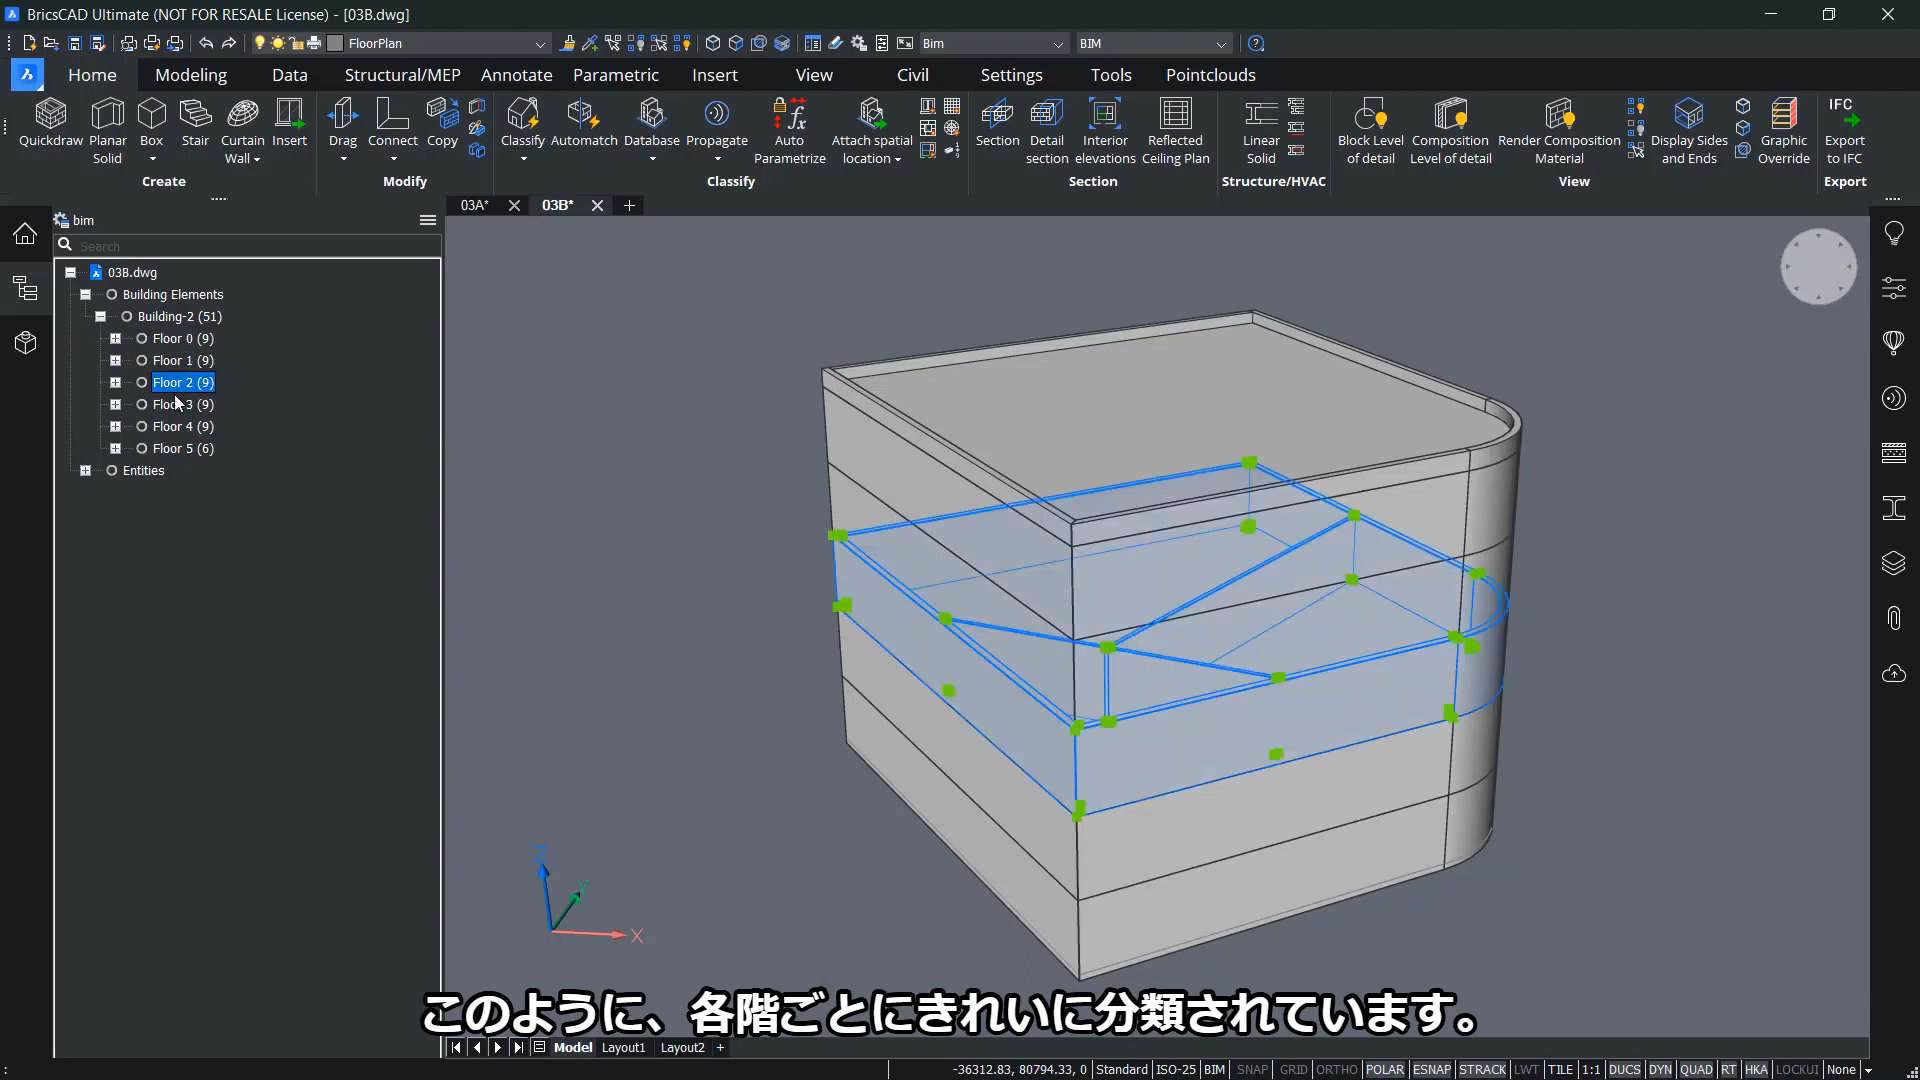 BricsCAD Ultimate (NOT FOR RESALE License) - [03B.dwg]
FloorPlan
Bim
BIM
Home Modeling Data Structural/MEP Annotate Parametric Insert View Civil Settings Tools Pointclouds
Quickdraw
Planar Solid
Box
Stair
Curtain Wall
Insert
Create
Drag
Connect
Copy
Modify
Classify
Automatch
Database
Propagate
Auto Parametrize
Attach spatial location
Classify
Section
Detail section
Interior elevations
Reflected Ceiling Plan
Section
Linear Solid
Structure/HVAC
Block Level of detail
Composition Level of detail
Render Composition Material
Display Sides and Ends
Graphic Override
View
IFC
Export to IFC
Export
03A*
03B*
bim
Search
03B.dwg
Building Elements
Building-2 (51)
Floor 0 (9)
Floor 1 (9)
Floor 2 (9)
Floor 3 (9)
Floor 4 (9)
Floor 5 (6)
Entities
Z
Y
X
このように、各階ごとにきれいに分類されています。
Model Layout1 Layout2 +
: -36312.83, 80794.33, 0 Standard ISO-25 BIM SNAP GRID ORTHO POLAR ESNAP STRACK LWT TILE 1:1 DUCS DYN QUAD RT HKA LOCKUI None